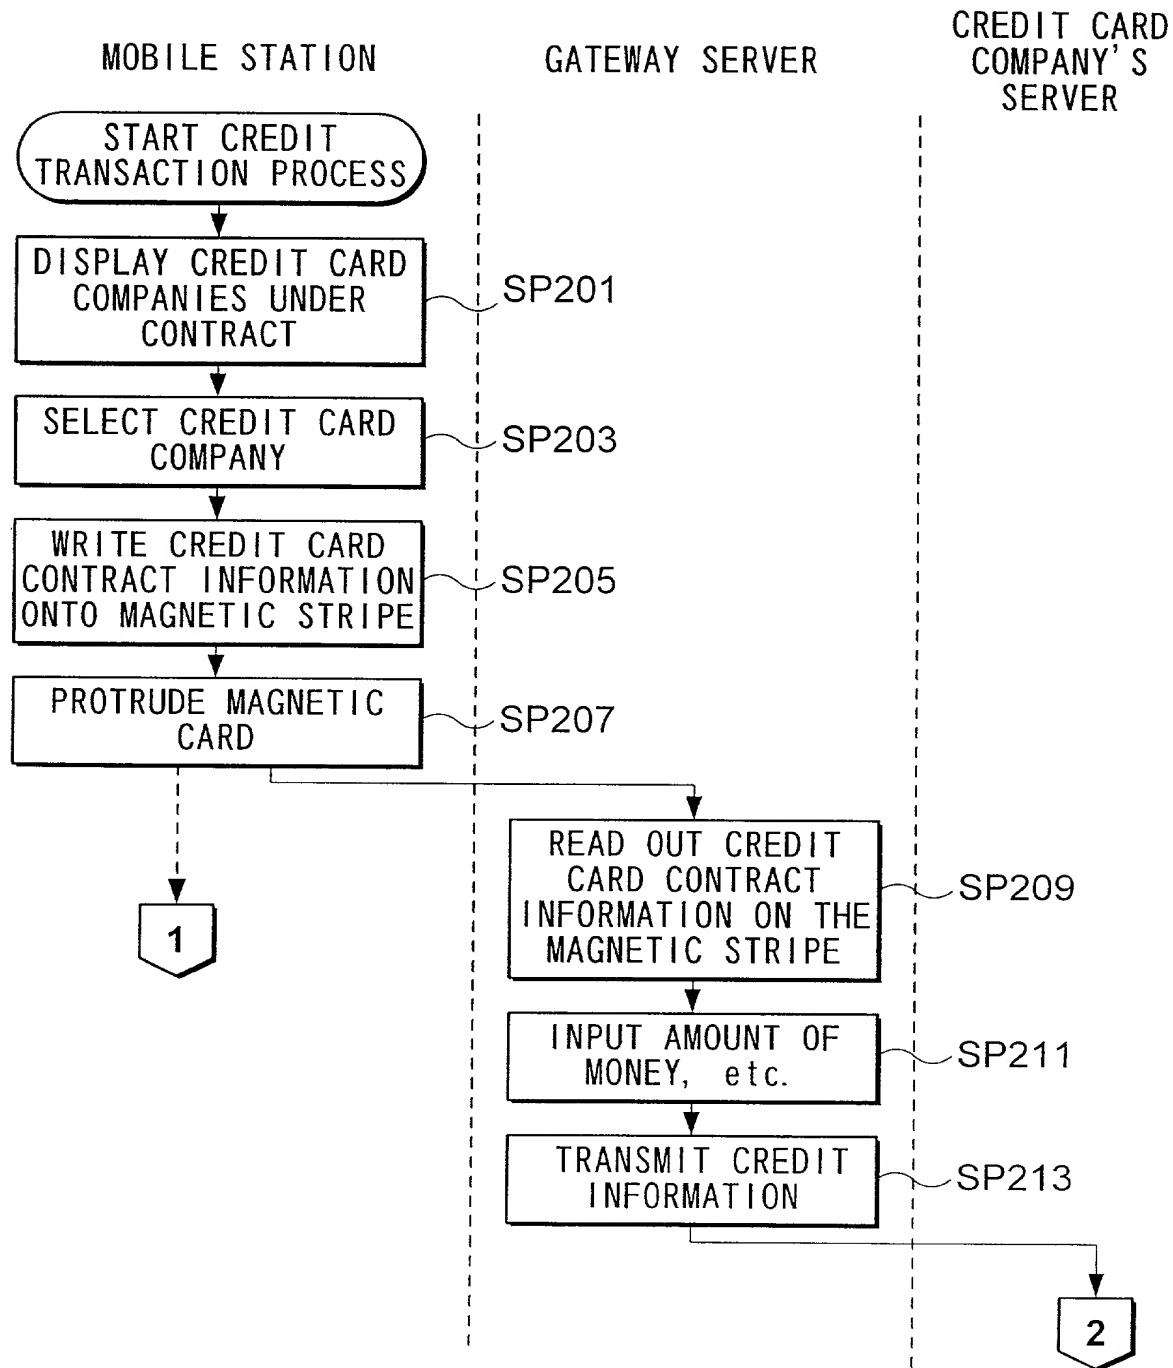 MOBILE STATION
GATEWAY SERVER
CREDIT CARD
COMPANY'S
SERVER
START CREDIT
TRANSACTION PROCESS
DISPLAY CREDIT CARD
COMPANIES UNDER
CONTRACT
SP201
SELECT CREDIT CARD
COMPANY
SP203
WRITE CREDIT CARD
CONTRACT INFORMATION
ONTO MAGNETIC STRIPE
SP205
PROTRUDE MAGNETIC
CARD
SP207
1
READ OUT CREDIT
CARD CONTRACT
INFORMATION ON THE
MAGNETIC STRIPE
SP209
INPUT AMOUNT OF
MONEY, etc.
SP211
TRANSMIT CREDIT
INFORMATION
SP213
2